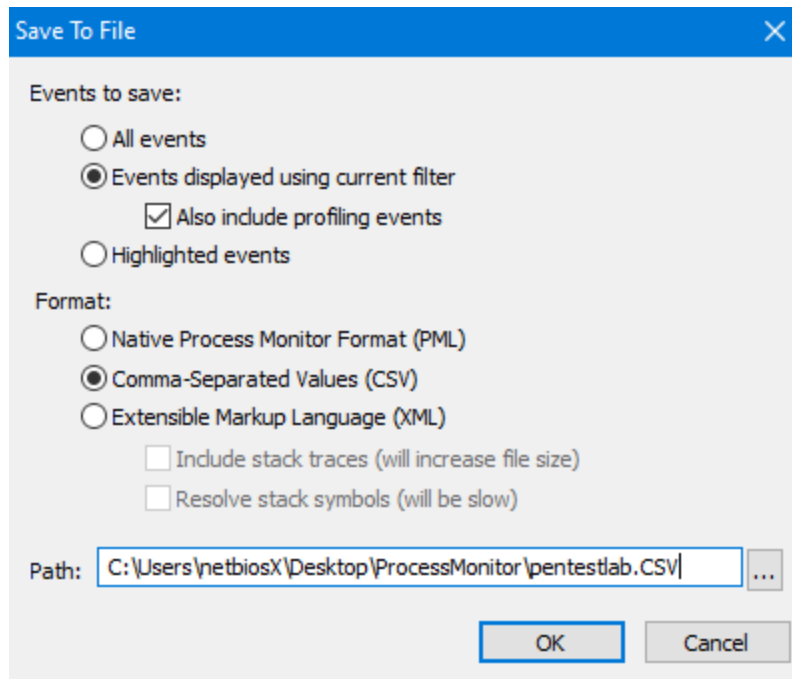 Save To File
Events to save:
All events
Events displayed using current filter
Also include profiling events
Highlighted events
Format:
Native Process Monitor Format (PML)
Comma-Separated Values (CSV)
Extensible Markup Language (XML)
Include stack traces (will increase file size)
Resolve stack symbols (will be slow)
Path: C:\Users\netbiosX\Desktop\ProcessMonitor\pentestlab.CSV ...
OK Cancel